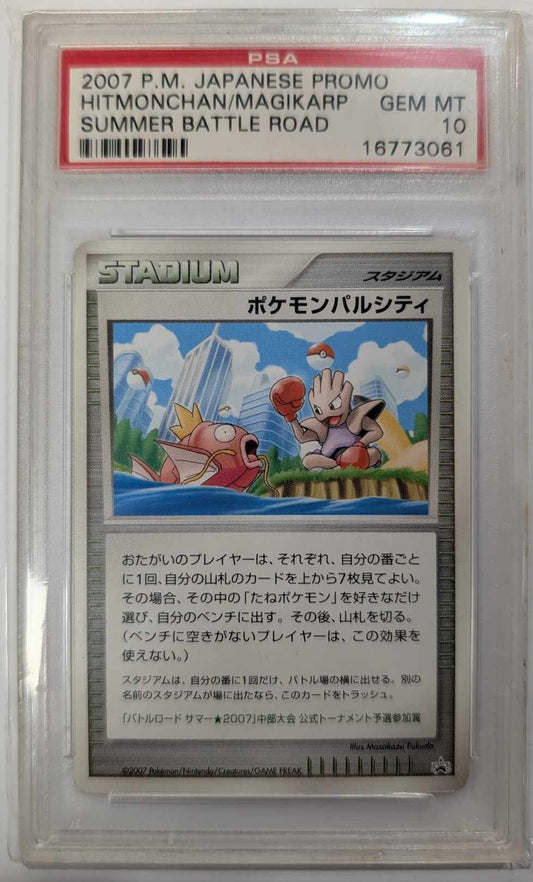 PSA
2007 P.M. JAPANESE PROMO
HITMONCHAN/MAGIKARP GEM MT
SUMMER BATTLE ROAD 10
16773061
STADIUM スタジアム
ポケモンパルシティ
おたがいのプレイヤーは、それぞれ、自分の番ごと
に1回、自分の山札のカードを上から7枚見てよい。
その場合、その中の「たねポケモン」を好きなだけ
選び、自分のベンチに出す。その後、山札を切る。
(ベンチに空きがないプレイヤーは、この効果を
使えない。)
スタジアムは、自分の番に1回だけ、バトル場の横に出せる。別の
名前のスタジアムが場に出たなら、このカードをトラッシュ。
「バトルロード サマー★2007」中部大会 公式トーナメント予選参加賞
illus. Masakazu Fukuda
©2007 Pokémon/Nintendo/Creatures/GAME FREAK